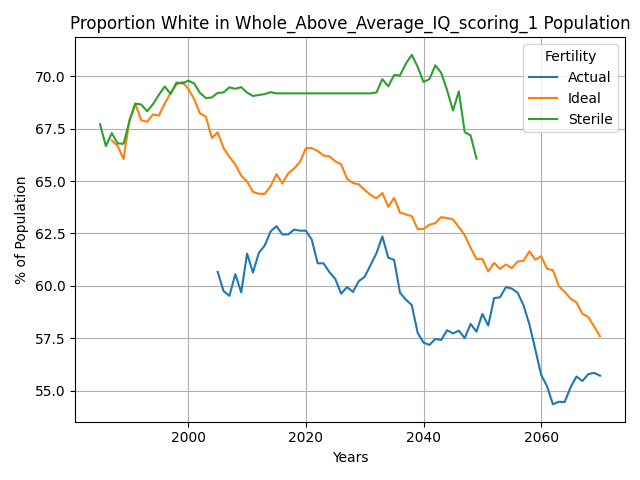 Proportion White in Whole_Above_Average_IQ_scoring_1 Population
Fertility
Actual
Ideal
Sterile
% of Population
70.0
67.5
65.0
62.5
60.0
57.5
55.0
2000
2020
2040
2060
Years